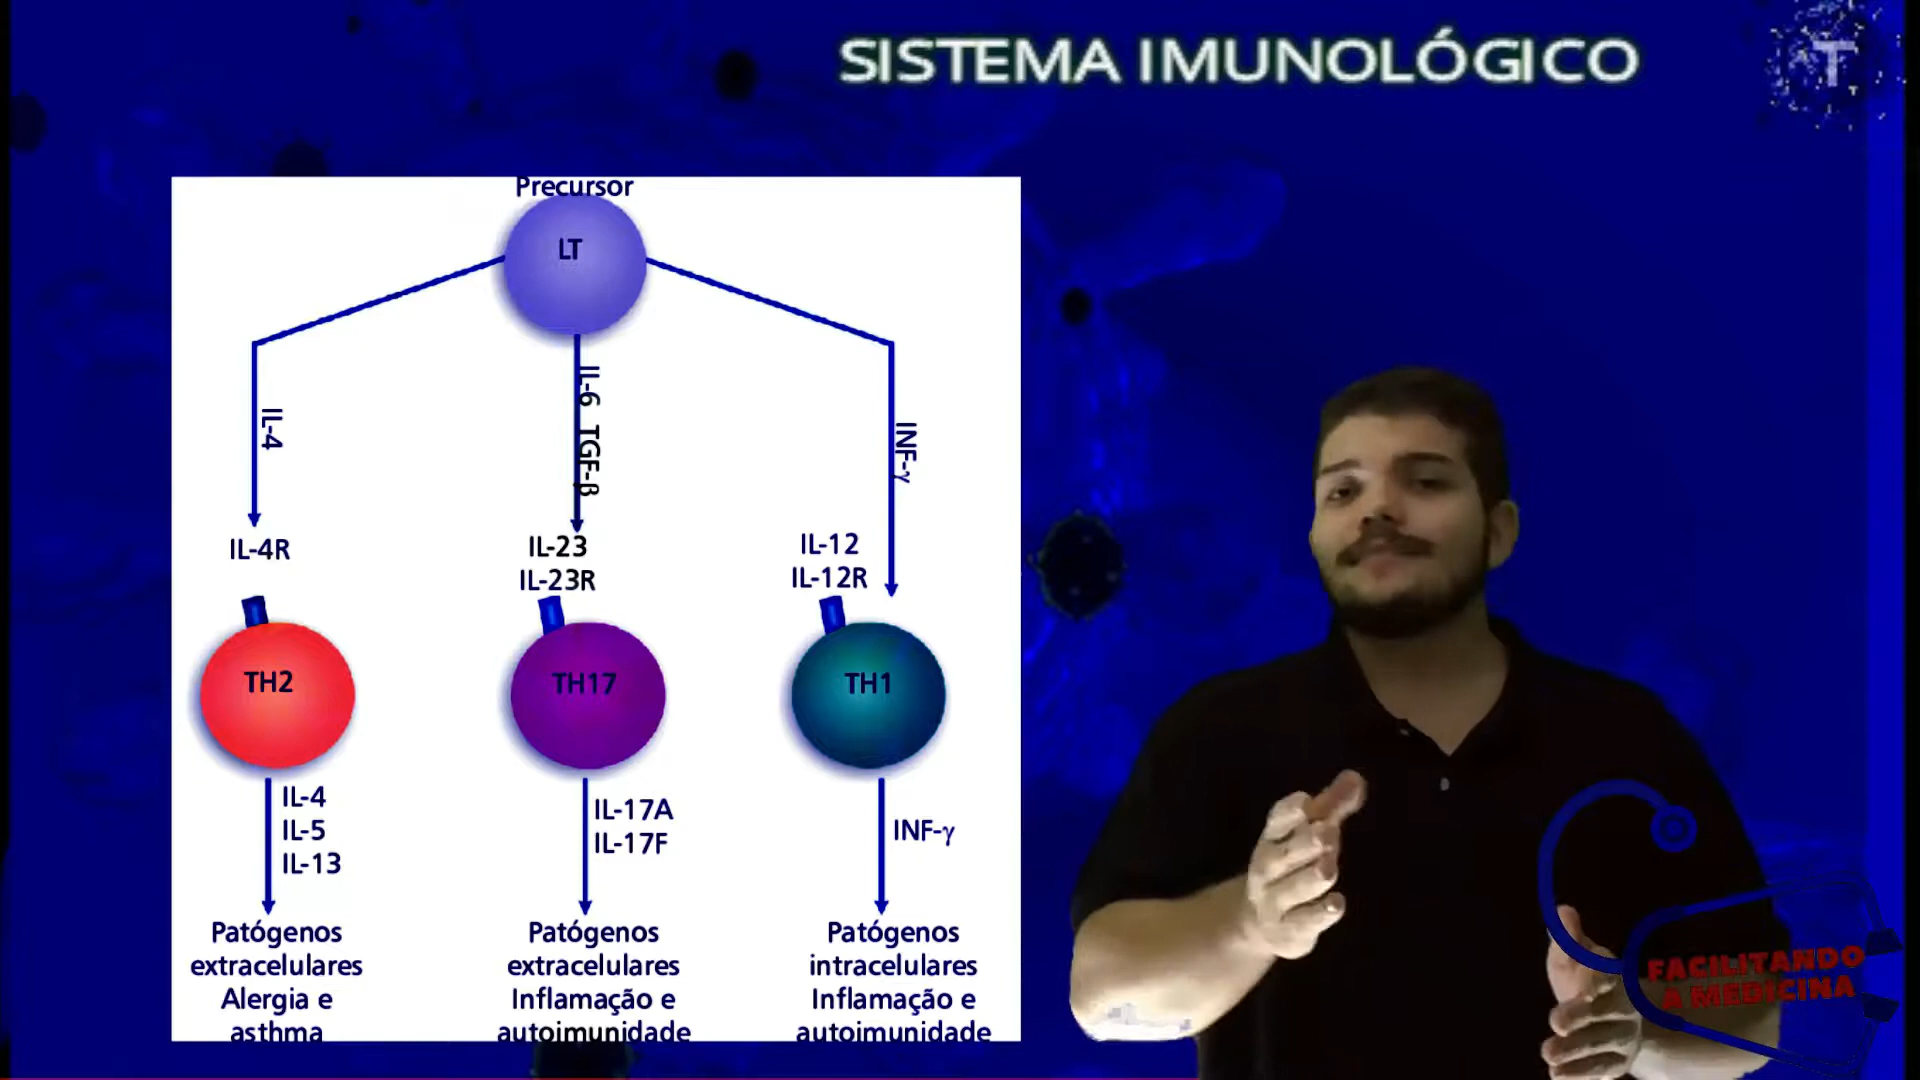 SISTEMA IMUNOLÓGICO
T
Precursor
LT
IL-4
IL-6 TGF-β
INF-γ
IL-4R
IL-23
IL-23R
IL-12
IL-12R
TH2
TH17
TH1
IL-4
IL-5
IL-13
IL-17A
IL-17F
INF-γ
Patógenos
extracelulares
Alergia e
asthma
Patógenos
extracelulares
Inflamação e
autoimunidade
Patógenos
intracelulares
Inflamação e
autoimunidade
FACILITANDO
A MEDICINA